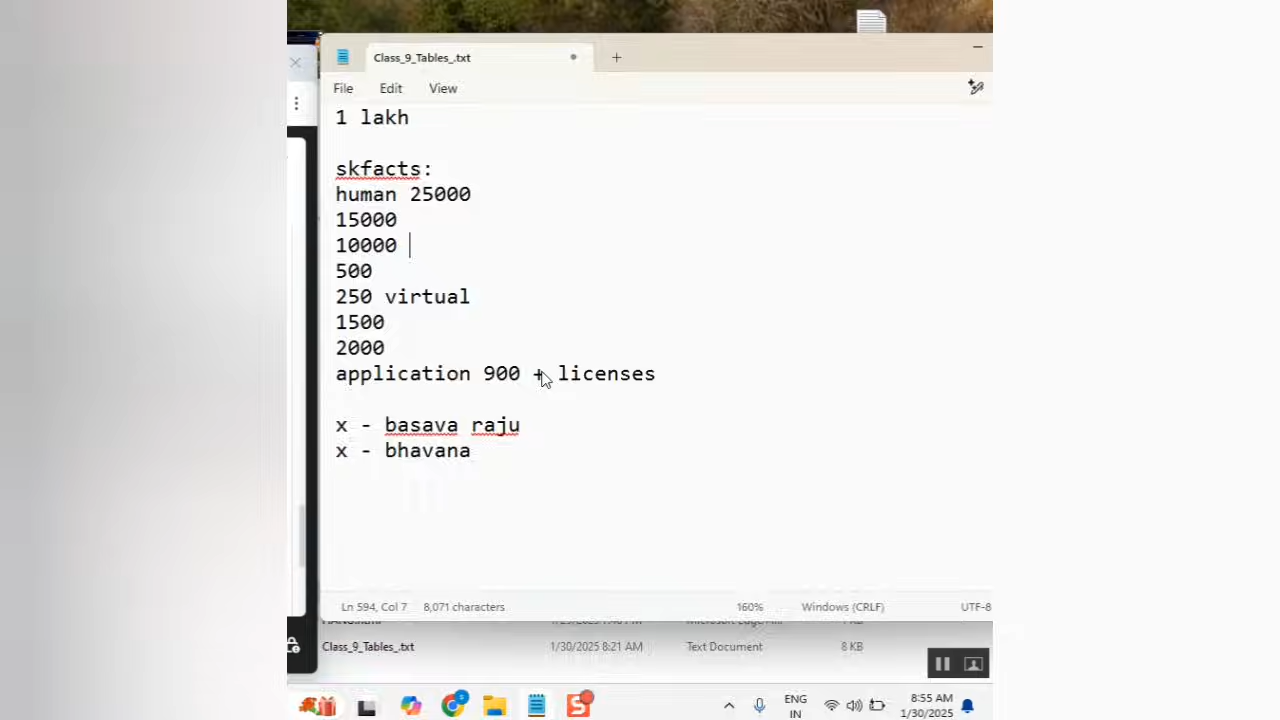 Class_9_Tables_.txt
File Edit View
1 lakh
skfacts:
human 25000
15000
10000
500
250 virtual
1500
2000
application 900 + licenses
x - basava raju
x - bhavana
Ln 594, Col 7 8,071 characters 160% Windows (CRLF) UTF-8
Class_9_Tables_.txt 1/30/2025 8:21 AM Text Document 8 KB
ENG 8:55 AM
IN 1/30/2025